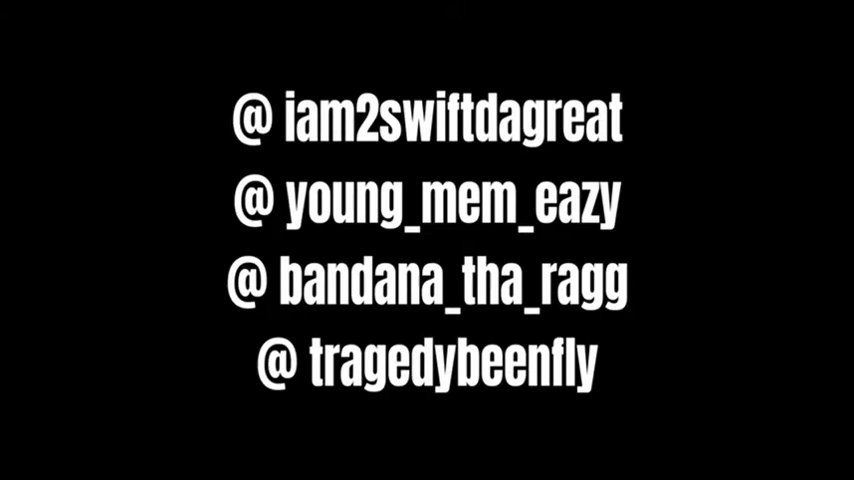 @ iam2swiftdagreat
@ young_mem_eazy
@ bandana_tha_ragg
@ tragedybeenfly